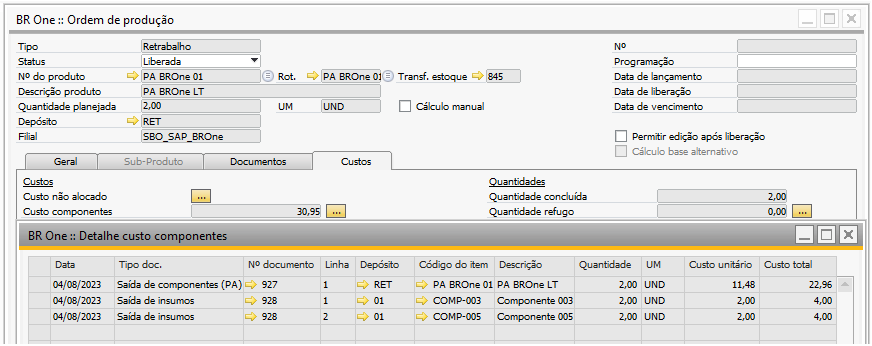 BR One :: Ordem de produção
Tipo Retrabalho Nº
Status Liberada Programação
Nº do produto PA BROne 01 Rot. PA BROne 01 Transf. estoque 845 Data de lançamento
Descrição produto PA BROne LT Data de liberação
Quantidade planejada 2,00 UM UND Cálculo manual Data de vencimento
Depósito RET
Filial SBO_SAP_BROne Permitir edição após liberação
Cálculo base alternativo
Geral Sub-Produto Documentos Custos
Custos Quantidades
Custo não alocado ... Quantidade concluída 2,00
Custo componentes 30,95 ... Quantidade refugo 0,00 ...
BR One :: Detalhe custo componentes
Data Tipo doc. Nº documento Linha Depósito Código do item Descrição Quantidade UM Custo unitário Custo total
04/08/2023 Saída de componentes (PA) 927 1 RET PA BROne 01 PA BROne LT 2,00 UND 11,48 22,96
04/08/2023 Saída de insumos 928 1 01 COMP-003 Componente 003 2,00 UND 2,00 4,00
04/08/2023 Saída de insumos 928 2 01 COMP-005 Componente 005 2,00 UND 2,00 4,00